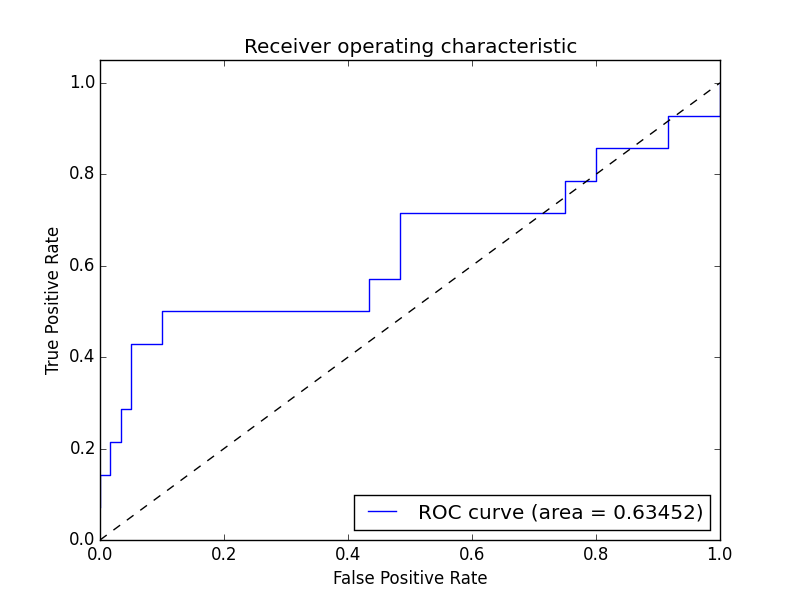 Receiver operating characteristic
1.0
0.8
0.6
0.4
0.2
0.0
True Positive Rate
ROC curve (area = 0.63452)
0.0 0.2 0.4 0.6 0.8 1.0
False Positive Rate